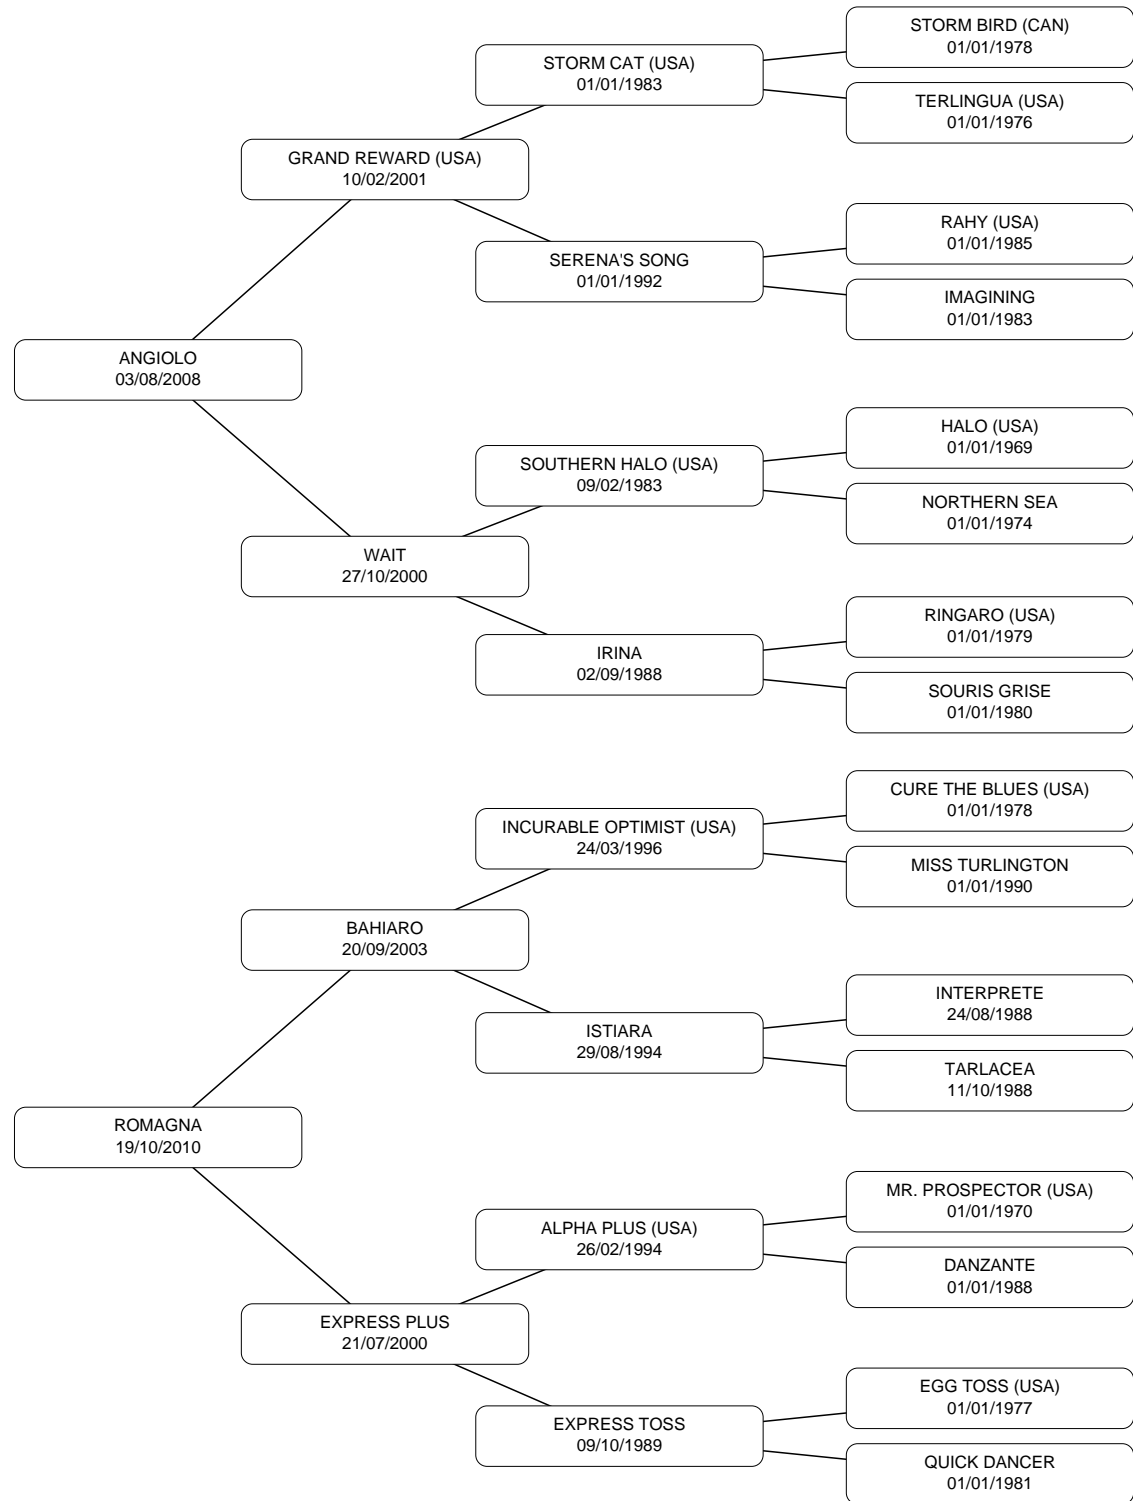 STORM BIRD (CAN)
01/01/1978
STORM CAT (USA)
01/01/1983
TERLINGUA (USA)
01/01/1976
GRAND REWARD (USA)
10/02/2001
RAHY (USA)
01/01/1985
SERENA'S SONG
01/01/1992
IMAGINING
01/01/1983
ANGIOLO
03/08/2008
HALO (USA)
01/01/1969
SOUTHERN HALO (USA)
09/02/1983
NORTHERN SEA
01/01/1974
WAIT
27/10/2000
RINGARO (USA)
01/01/1979
IRINA
02/09/1988
SOURIS GRISE
01/01/1980
CURE THE BLUES (USA)
01/01/1978
INCURABLE OPTIMIST (USA)
24/03/1996
MISS TURLINGTON
01/01/1990
BAHIARO
20/09/2003
INTERPRETE
24/08/1988
ISTIARA
29/08/1994
TARLACEA
11/10/1988
ROMAGNA
19/10/2010
MR. PROSPECTOR (USA)
01/01/1970
ALPHA PLUS (USA)
26/02/1994
DANZANTE
01/01/1988
EXPRESS PLUS
21/07/2000
EGG TOSS (USA)
01/01/1977
EXPRESS TOSS
09/10/1989
QUICK DANCER
01/01/1981